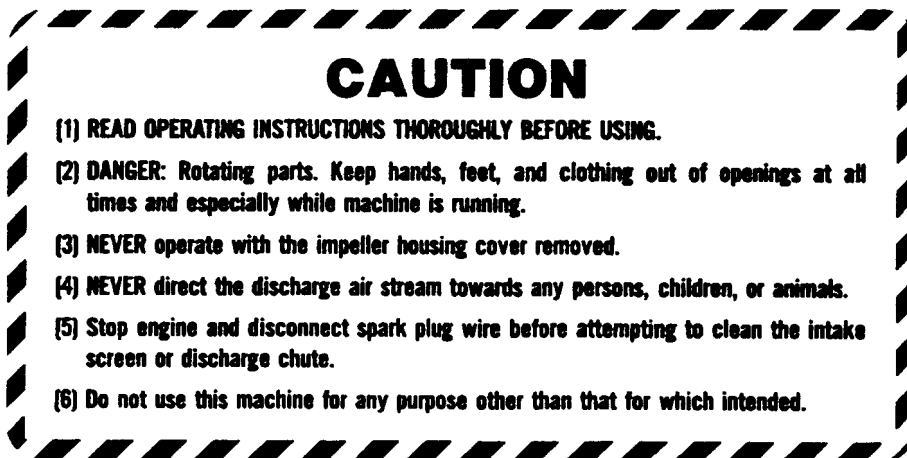 CAUTION
(1) READ OPERATING INSTRUCTIONS THOROUGHLY BEFORE USING.
(2) DANGER: Rotating parts. Keep hands, feet, and clothing out of openings at all
times and especially while machine is running.
(3) NEVER operate with the impeller housing cover removed.
(4) NEVER direct the discharge air stream towards any persons, children, or animals.
(5) Stop engine and disconnect spark plug wire before attempting to clean the intake
screen or discharge chute.
(6) Do not use this machine for any purpose other than that for which intended.